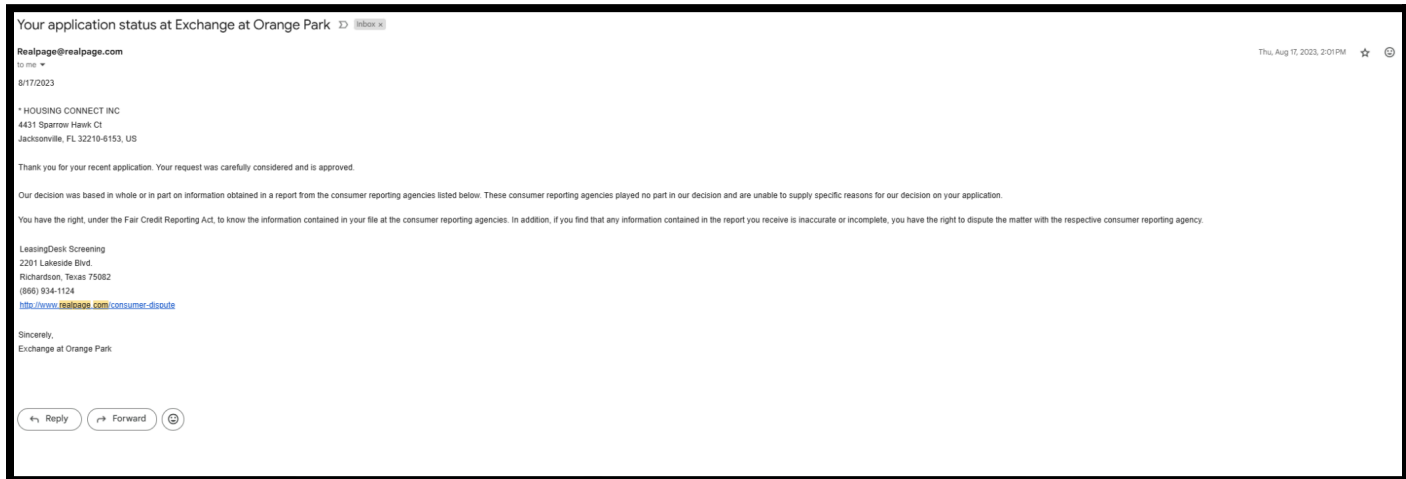 Your application status at Exchange at Orange Park Inbox x
Realpage@realpage.com Thu, Aug 17, 2023, 2:01 PM
to me
8/17/2023
* HOUSING CONNECT INC
4431 Sparrow Hawk Ct
Jacksonville, FL 32210-6153, US
Thank you for your recent application. Your request was carefully considered and is approved.
Our decision was based in whole or in part on information obtained in a report from the consumer reporting agencies listed below. These consumer reporting agencies played no part in our decision and are unable to supply specific reasons for our decision on your application.
You have the right, under the Fair Credit Reporting Act, to know the information contained in your file at the consumer reporting agencies. In addition, if you find that any information contained in the report you receive is inaccurate or incomplete, you have the right to dispute the matter with the respective consumer reporting agency.
LeasingDesk Screening
2201 Lakeside Blvd.
Richardson, Texas 75082
(866) 934-1124
http://www.realpage.com/consumer-dispute
Sincerely,
Exchange at Orange Park
Reply Forward